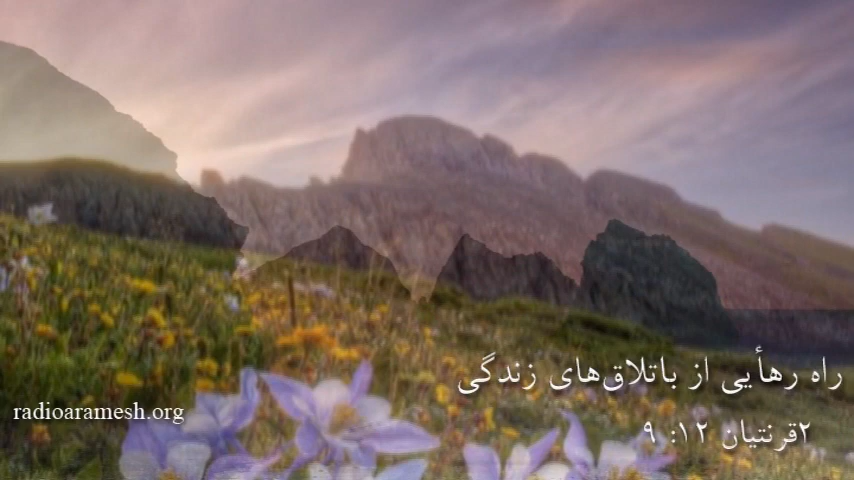 راه رهأیی از باتلاق‌های زندگی
radioaramesh.org
۲قرنتیان ۱۲: ۹